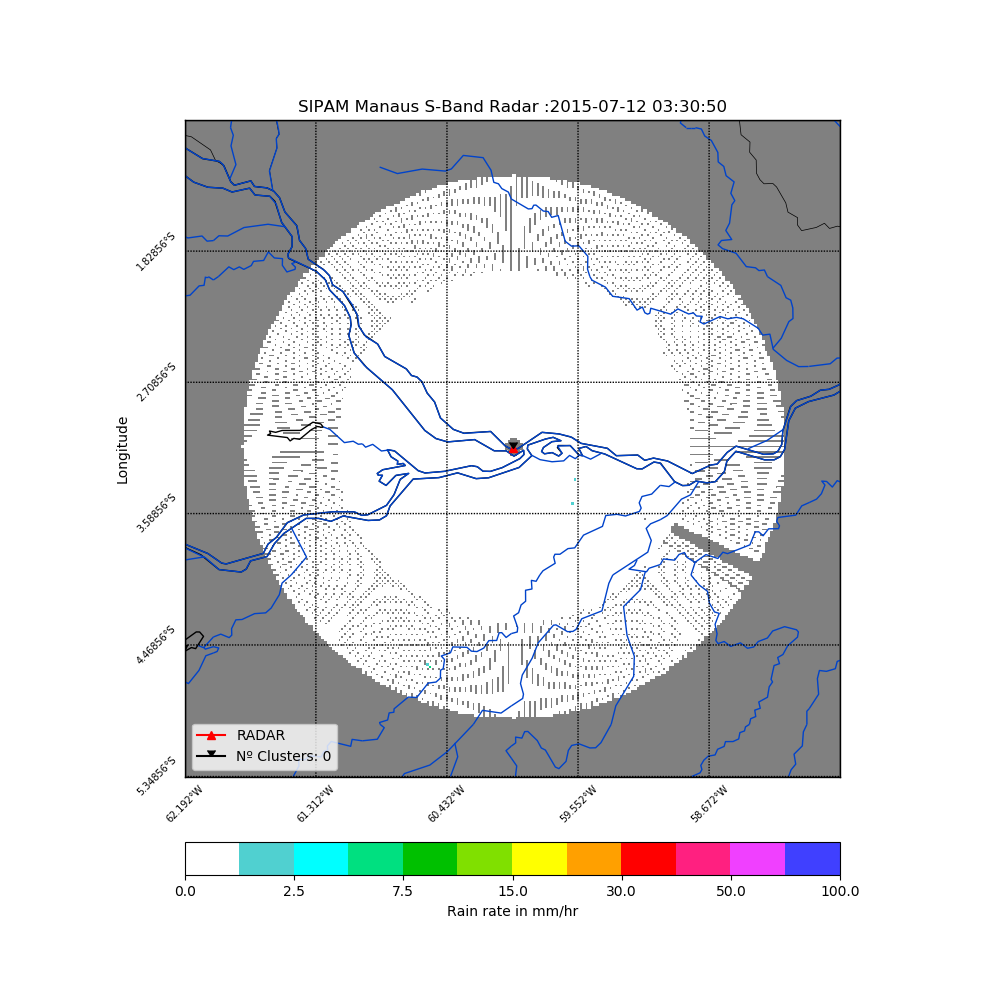 SIPAM Manaus S-Band Radar :2015-07-12 03:30:50
Longitude
1.82856°S
2.70856°S
3.58856°S
4.46856°S
5.34856°S
RADAR
Nº Clusters: 0
62.192°W 61.312°W 60.432°W 59.552°W 58.672°W
0.0 2.5 7.5 15.0 30.0 50.0 100.0
Rain rate in mm/hr